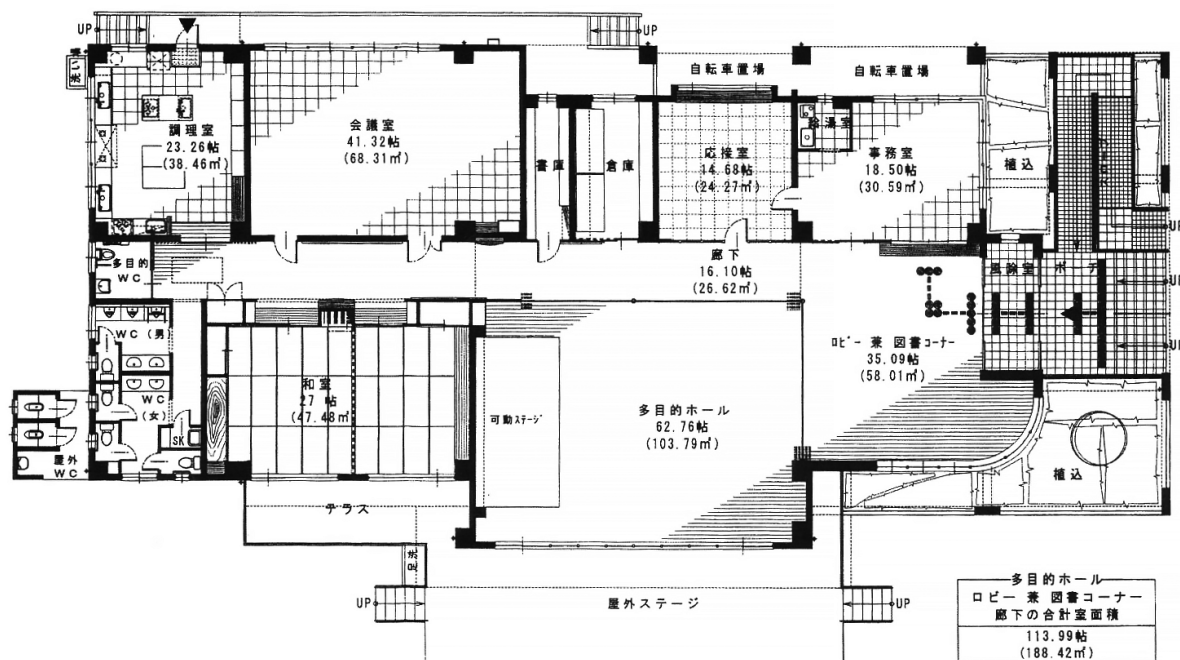 UP
UP
洗い
調理室
23.26帖
(38.46㎡)
会議室
41.32帖
(68.31㎡)
書庫
倉庫
自転車置場
応接室
14.68帖
(24.27㎡)
自転車置場
給湯室
事務室
18.50帖
(30.59㎡)
植込
UP
多目的
WC
廊下
16.10帖
(26.62㎡)
風除室
ポーチ
UP
UP
WC(男)
WC
(女)
SK
屋外
WC
和室
27 帖
(47.48㎡
可動ステージ
多目的ホール
62.76帖
(103.79㎡)
ロビー 兼 図書コーナー
35.09帖
(58.01㎡)
植込
テラス
UP
屋外ステージ
UP
多目的ホール
ロビー 兼 図書コーナー
廊下の合計室面積
113.99帖
(188.42㎡)